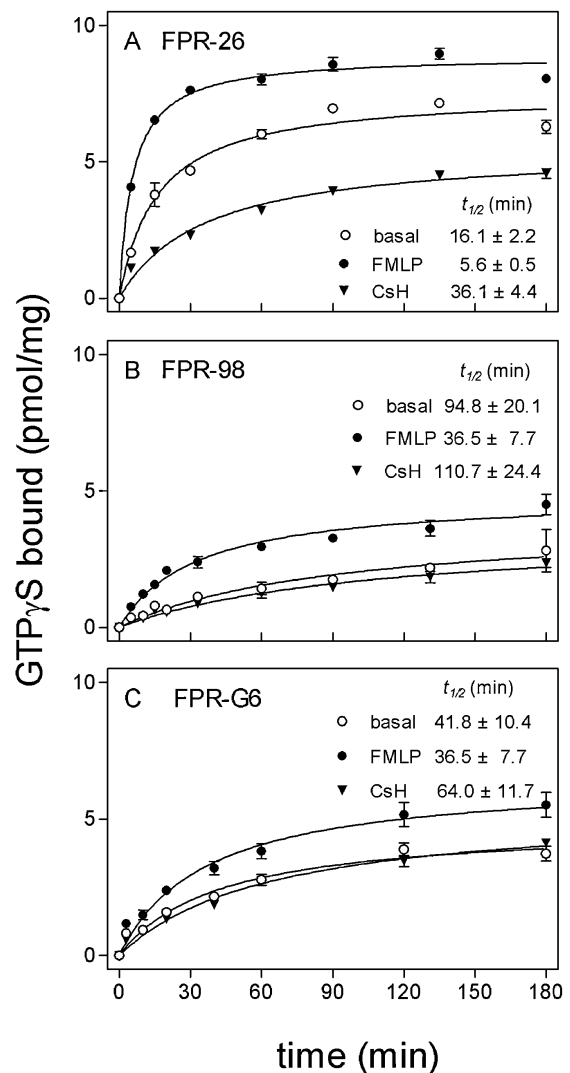 GTPγS bound (pmol/mg)
10
A FPR-26
5
t1/2 (min)
basal 16.1 ± 2.2
FMLP 5.6 ± 0.5
CsH 36.1 ± 4.4
0
10
B FPR-98
t1/2 (min)
basal 94.8 ± 20.1
FMLP 36.5 ± 7.7
CsH 110.7 ± 24.4
5
0
10
C FPR-G6
t1/2 (min)
basal 41.8 ± 10.4
FMLP 36.5 ± 7.7
CsH 64.0 ± 11.7
5
0
0 30 60 90 120 150 180
time (min)